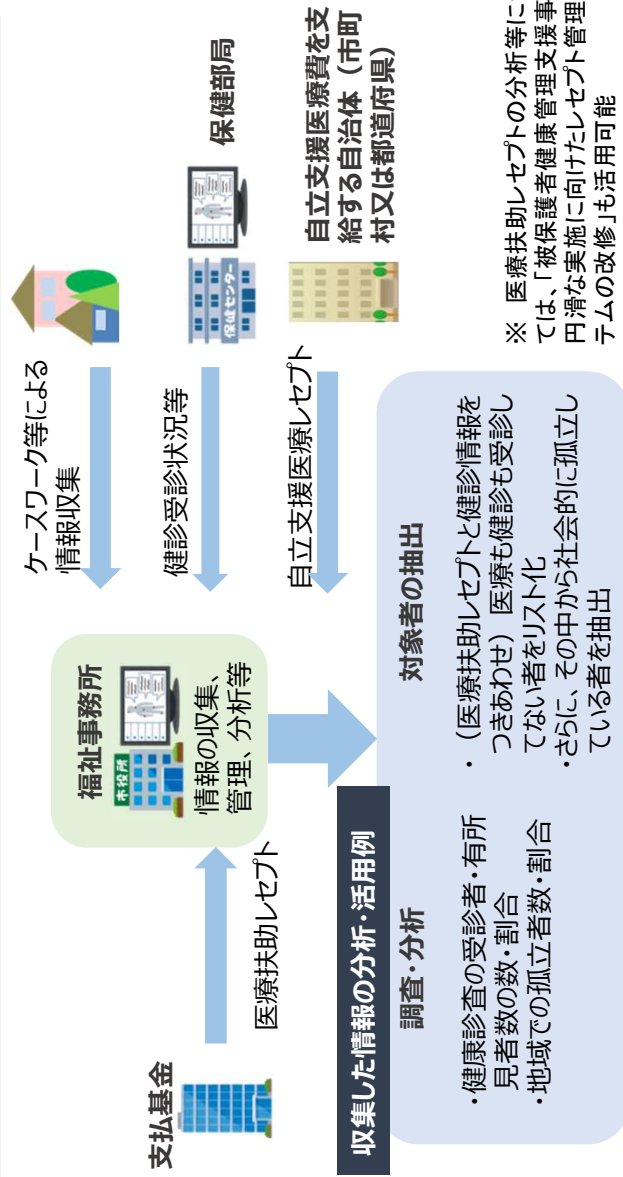 支払基金
医療扶助レセプト
福祉事務所
市役所
情報の収集、
管理、分析等
ケースワーク等による
情報収集
健診受診状況等
保健センター
保健部局
自立支援医療レセプト
自立支援医療費を支
給する自治体（市町
村又は都道府県）
収集した情報の分析・活用例
調査・分析
・健康診査の受診者・有所
見者数の数・割合
・地域での孤立者数・割合
対象者の抽出
・（医療扶助レセプトと健診情報を
つきあわせ）医療も健診も受診し
てない者をリスト化
・さらに、その中から社会的に孤立し
ている者を抽出
※ 医療扶助レセプトの分析等に
ては、「被保護者健康管理支援事
円滑な実施に向けたレセプト管理
テムの改修」も活用可能